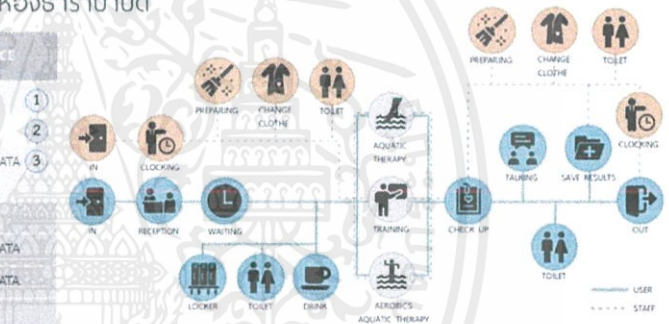 ห้องธาราบำบัด
1
2
ATA 3
ATA
ATA
PREPARING
CHANGE
CLOTHE
TOILET
PREPARING
CHANGE
CLOTHE
TOILET
IN
CLOCKING
AQUATIC
THERAPY
TALKING
SAVE RESULTS
CLOCKING
IN
RECEPTION
WAITING
TRAINING
CHECK UP
OUT
LOCKER
TOILET
DRINK
AEROBICS
AQUATIC THERAPY
TOILET
USER
STAFF